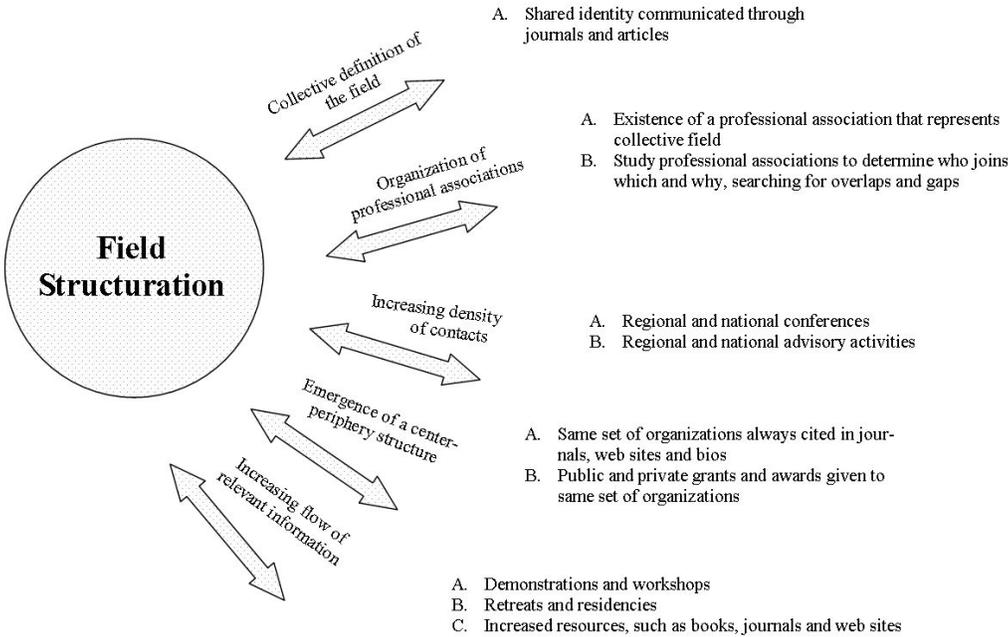 A. Shared identity communicated through
journals and articles
Collective definition of
the field
A. Existence of a professional association that represents
collective field
B. Study professional associations to determine who joins
which and why, searching for overlaps and gaps
Organization of
professional associations
Field
Structuration
Increasing density
of contacts
A. Regional and national conferences
B. Regional and national advisory activities
Emergence of a center-
periphery structure
A. Same set of organizations always cited in jour-
nals, web sites and bios
B. Public and private grants and awards given to
same set of organizations
Increasing flow of
relevant information
A. Demonstrations and workshops
B. Retreats and residencies
C. Increased resources, such as books, journals and web sites